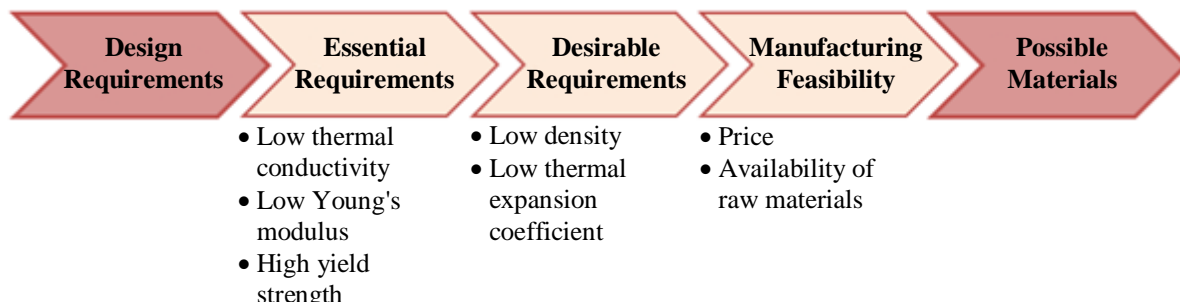 Design
Requirements
Essential
Requirements
Desirable
Requirements
Manufacturing
Feasibility
Possible
Materials
• Low thermal
conductivity
• Low Young's
modulus
• High yield
strength
• Low density
• Low thermal
expansion
coefficient
• Price
• Availability of
raw materials